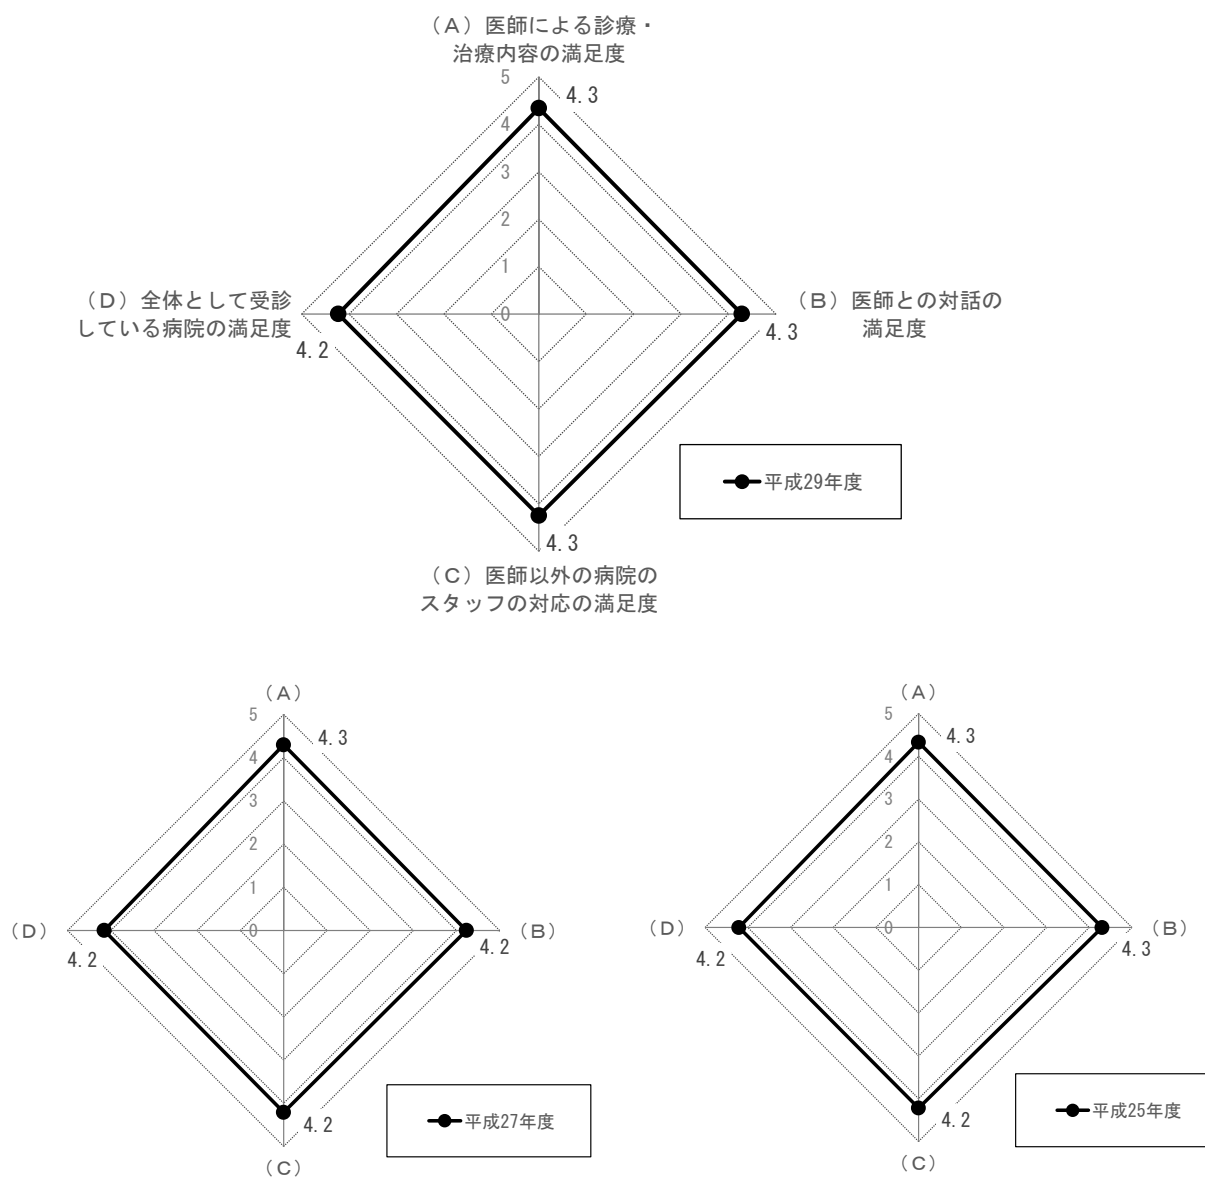 （Ａ）医師による診療・
治療内容の満足度
5
4.3
4
3
2
1
0
（Ｄ）全体として受診
している病院の満足度
4.2
（Ｂ）医師との対話の
満足度
4.3
平成29年度
4.3
（Ｃ）医師以外の病院の
スタッフの対応の満足度
（Ａ）
5
4.3
4
3
2
1
0
（Ｄ）
4.2
（Ｂ）
4.2
4.2
（Ｃ）
平成27年度
（Ａ）
5
4.3
4
3
2
1
0
（Ｄ）
4.2
（Ｂ）
4.3
4.2
（Ｃ）
平成25年度